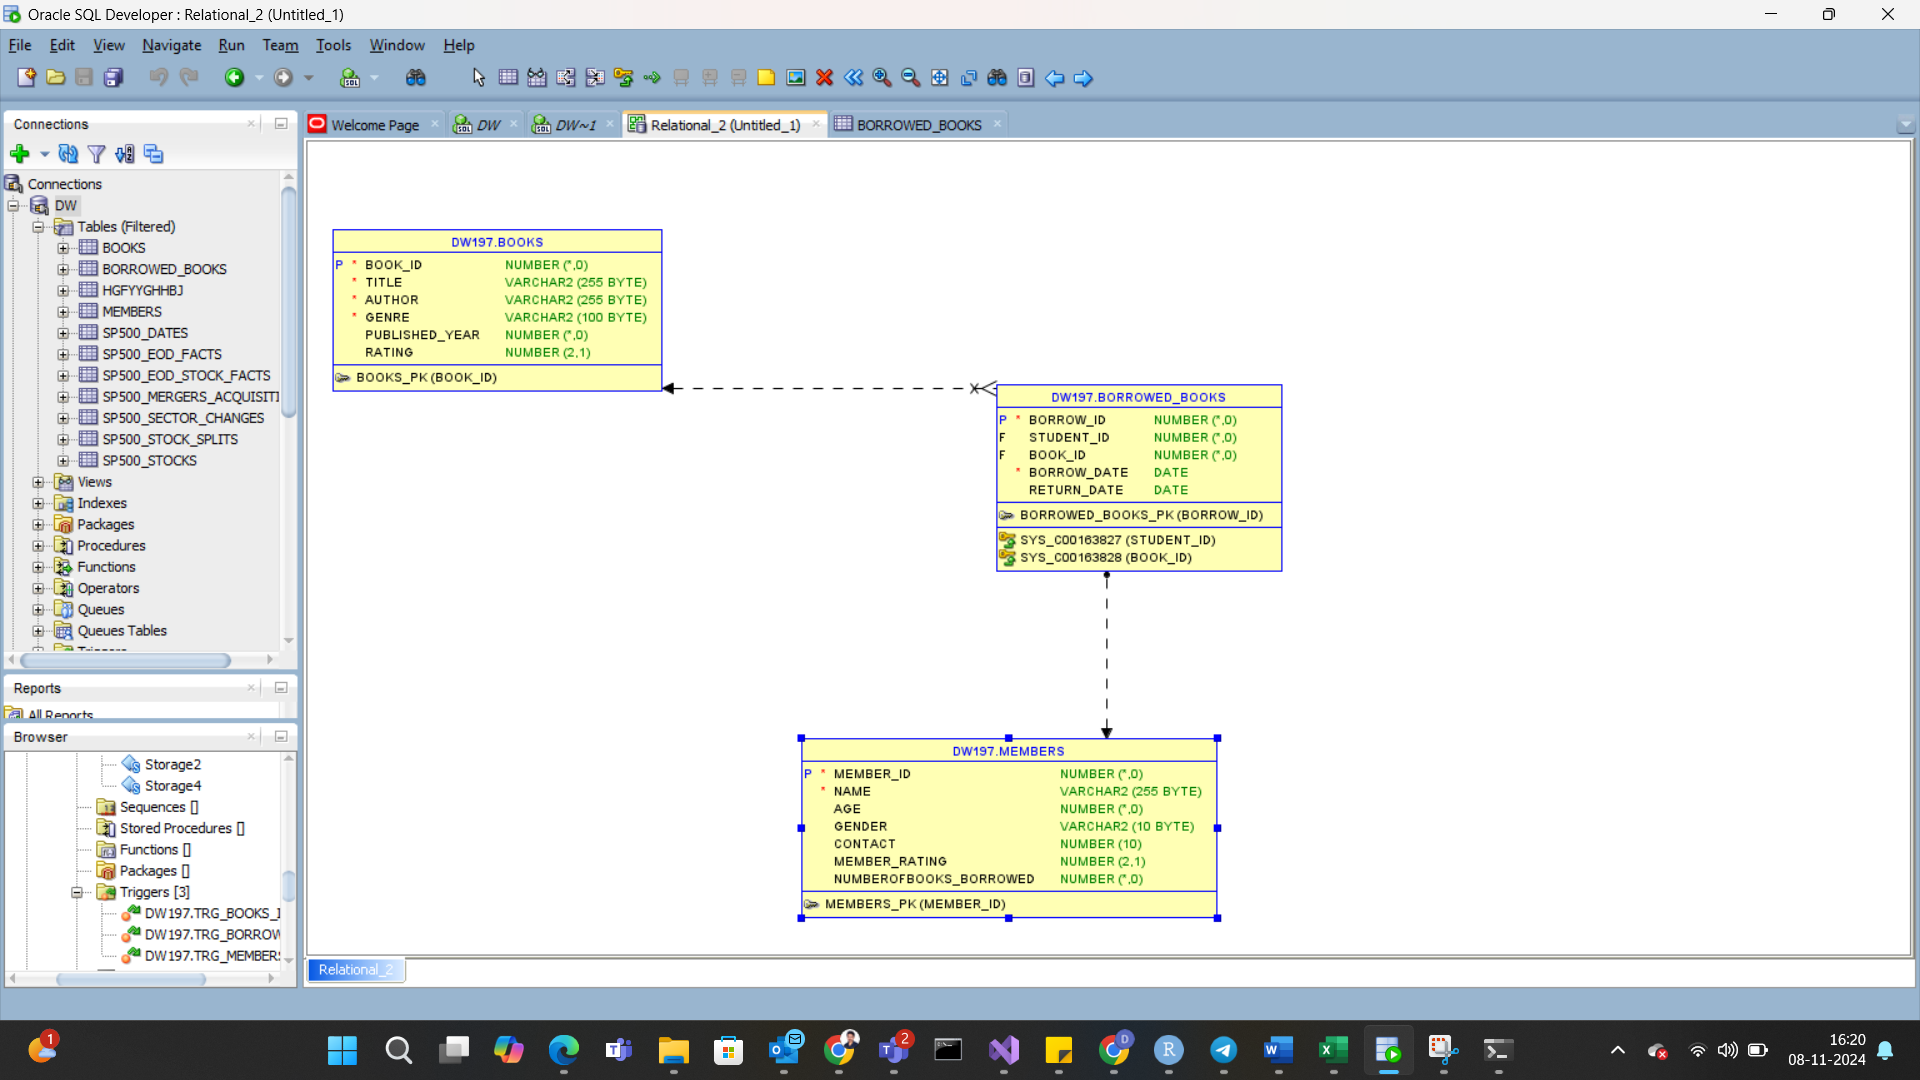 Oracle SQL Developer : Relational_2 (Untitled_1)
File Edit View Navigate Run Team Tools Window Help
Connections
Connections
DW
Tables (Filtered)
BOOKS
BORROWED_BOOKS
HGFYYGHHBJ
MEMBERS
SP500_DATES
SP500_EOD_FACTS
SP500_EOD_STOCK_FACTS
SP500_MERGERS_ACQUISITI
SP500_SECTOR_CHANGES
SP500_STOCK_SPLITS
SP500_STOCKS
Views
Indexes
Packages
Procedures
Functions
Operators
Queues
Queues Tables
Triggers
Reports
All Reports
Browser
Storage2
Storage4
Sequences []
Stored Procedures []
Functions []
Packages []
Triggers [3]
DW197.TRG_BOOKS_I
DW197.TRG_BORROW
DW197.TRG_MEMBERS
Welcome Page DW DW~1 Relational_2 (Untitled_1) BORROWED_BOOKS
DW197.BOOKS
P * BOOK_ID NUMBER (*,0)
* TITLE VARCHAR2 (255 BYTE)
* AUTHOR VARCHAR2 (255 BYTE)
* GENRE VARCHAR2 (100 BYTE)
PUBLISHED_YEAR NUMBER (*,0)
RATING NUMBER (2,1)
BOOKS_PK (BOOK_ID)
DW197.BORROWED_BOOKS
P * BORROW_ID NUMBER (*,0)
F STUDENT_ID NUMBER (*,0)
F BOOK_ID NUMBER (*,0)
* BORROW_DATE DATE
RETURN_DATE DATE
BORROWED_BOOKS_PK (BORROW_ID)
SYS_C00163827 (STUDENT_ID)
SYS_C00163828 (BOOK_ID)
DW197.MEMBERS
P * MEMBER_ID NUMBER (*,0)
* NAME VARCHAR2 (255 BYTE)
AGE NUMBER (*,0)
GENDER VARCHAR2 (10 BYTE)
CONTACT NUMBER (10)
MEMBER_RATING NUMBER (2,1)
NUMBEROFBOOKS_BORROWED NUMBER (*,0)
MEMBERS_PK (MEMBER_ID)
Relational_2
1
2
D
R
16:20
08-11-2024